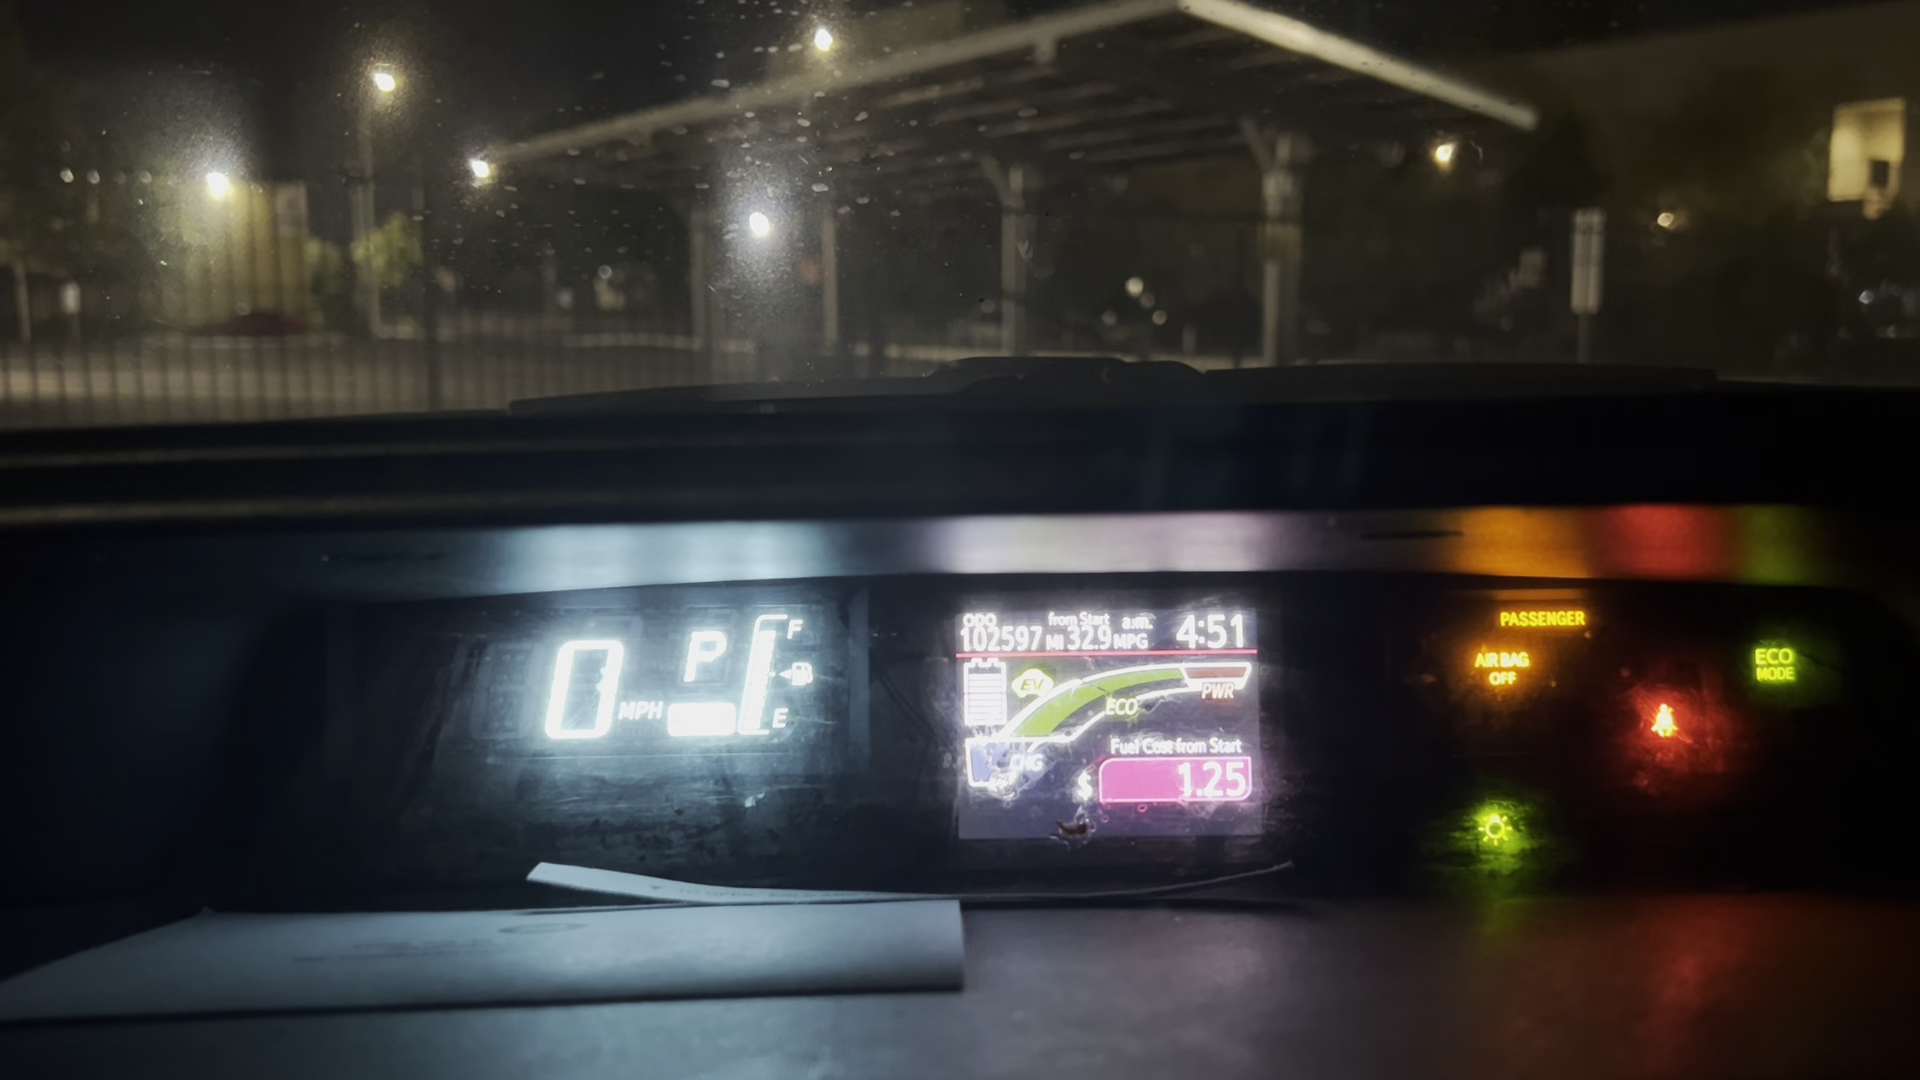 0 MPH
P
F
E
ODO from Start a.m. 4:51
102597 MI 32.9 MPG
EV
ECO
PWR
CHG
Fuel Cost from Start
$ 1.25
PASSENGER
AIR BAG
OFF
ECO
MODE